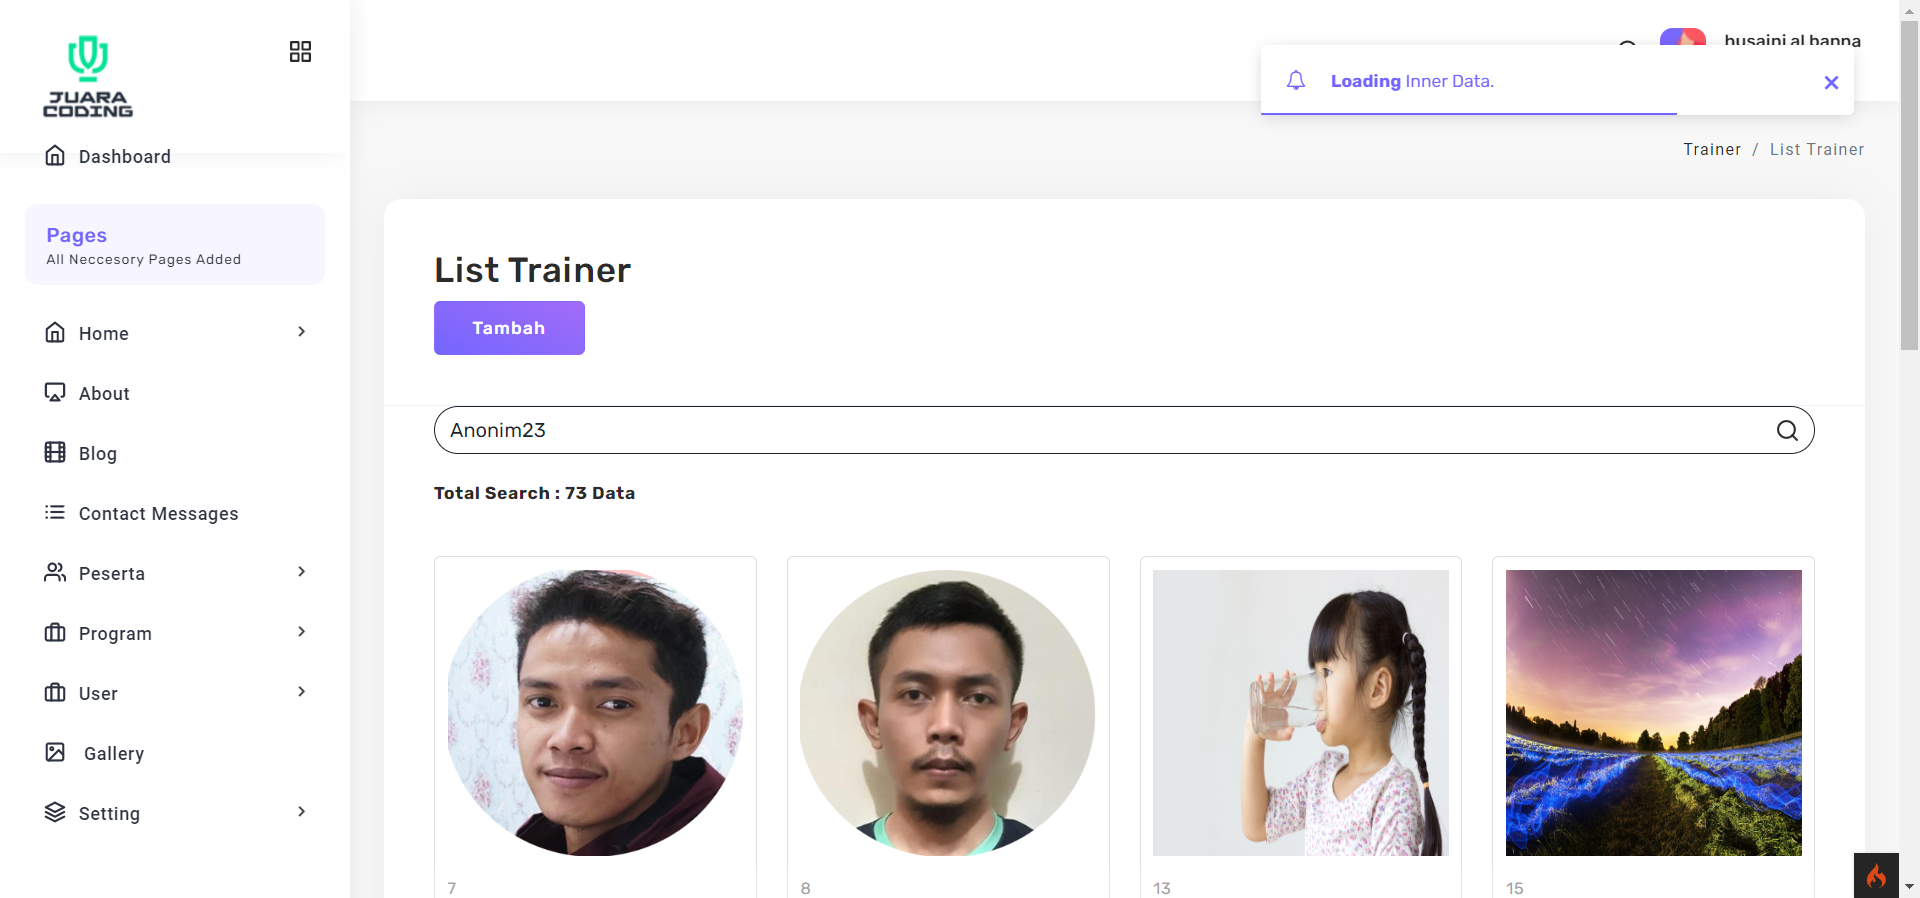 JUARA
CODING
Dashboard
Pages
All Neccesory Pages Added
Home
About
Blog
Contact Messages
Peserta
Program
User
Gallery
Setting
husaini al banna
Loading Inner Data.
Trainer / List Trainer
List Trainer
Tambah
Anonim23
Total Search : 73 Data
7
8
13
15